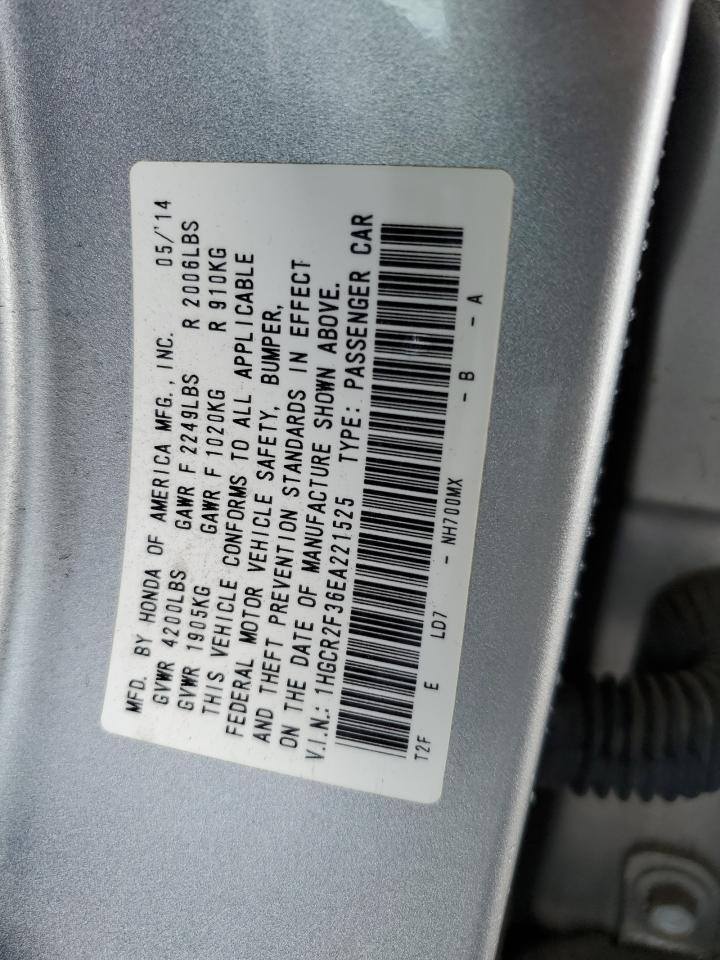 MFD. BY HONDA OF AMERICA MFG., INC. 05/'14
GVWR 4200LBS GAWR F 2249LBS R 2006LBS
GVWR 1905KG GAWR F 1020KG R 910KG
THIS VEHICLE CONFORMS TO ALL APPLICABLE
FEDERAL MOTOR VEHICLE SAFETY, BUMPER,
AND THEFT PREVENTION STANDARDS IN EFFECT
ON THE DATE OF MANUFACTURE SHOWN ABOVE.
V.I.N.: 1HGCR2F36EA221525 TYPE: PASSENGER CAR
T2F E LD7 - NH700MX - B - A